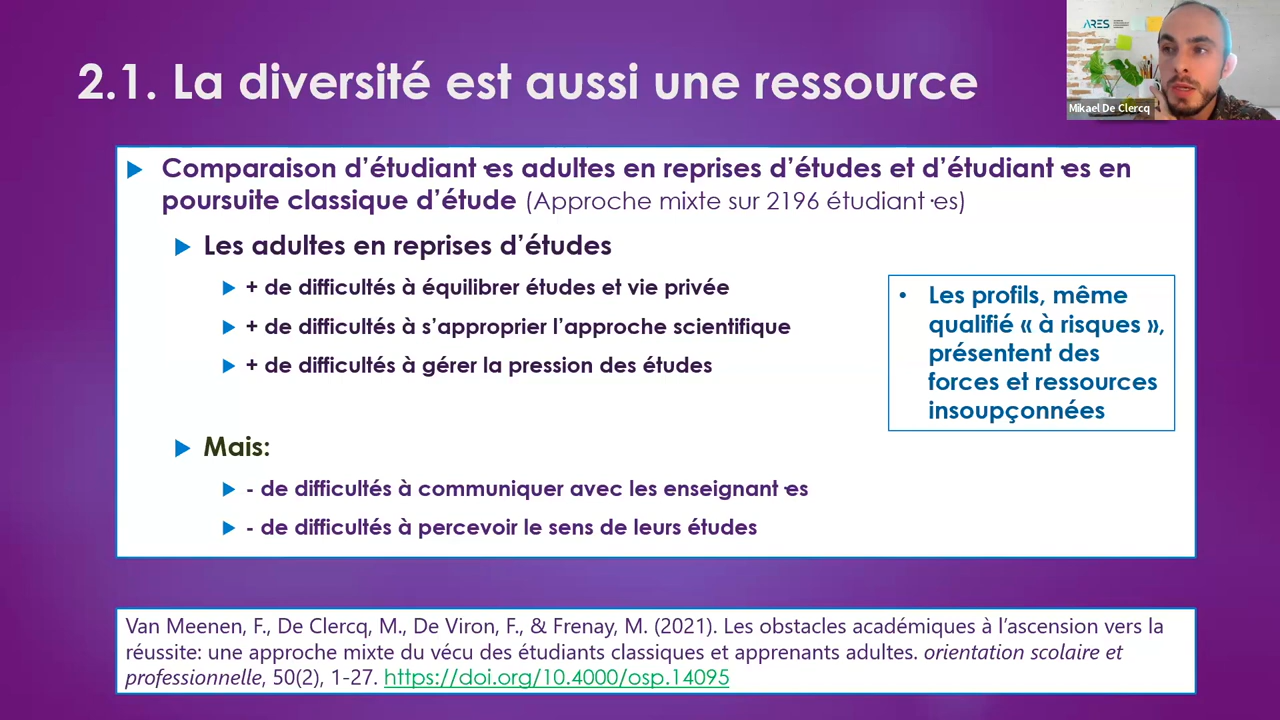 2.1. La diversité est aussi une ressource
ARES
Mikael De Clercq
Comparaison d'étudiant·es adultes en reprises d'études et d'étudiant·es en
poursuite classique d'étude (Approche mixte sur 2196 étudiant·es)
Les adultes en reprises d'études
+ de difficultés à équilibrer études et vie privée
+ de difficultés à s'approprier l'approche scientifique
+ de difficultés à gérer la pression des études
• Les profils, même
qualifié « à risques »,
présentent des
forces et ressources
insoupçonnées
Mais:
- de difficultés à communiquer avec les enseignant·es
- de difficultés à percevoir le sens de leurs études
Van Meenen, F., De Clercq, M., De Viron, F., & Frenay, M. (2021). Les obstacles académiques à l'ascension vers la
réussite: une approche mixte du vécu des étudiants classiques et apprenants adultes. orientation scolaire et
professionnelle, 50(2), 1-27. https://doi.org/10.4000/osp.14095